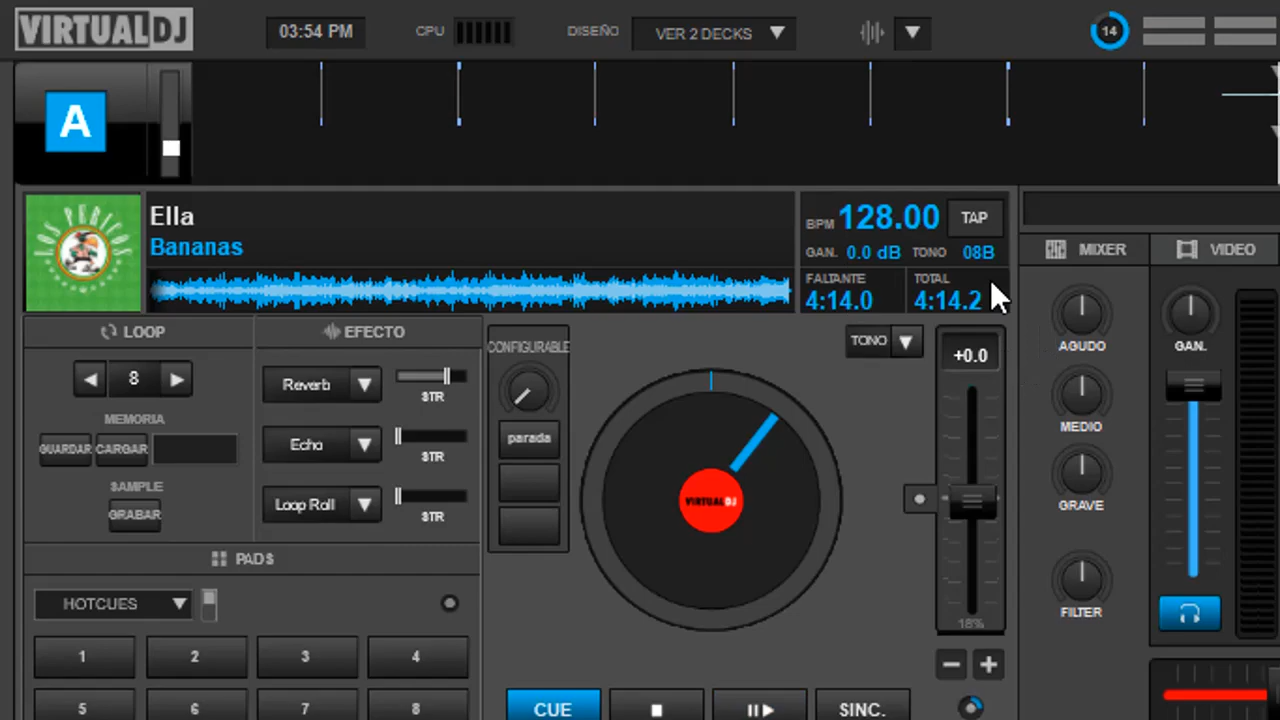 VIRTUALDJ
03:54 PM
CPU
DISEÑO
VER 2 DECKS
14
A
LOS PERICOS
Ella
Bananas
BPM 128.00 TAP
GAN. 0.0 dB TONO 08B
FALTANTE TOTAL
4:14.0 4:14.2
MIXER VIDEO
LOOP
EFECTO
CONFIGURABLE
TONO
+0.0
AGUDO
GAN.
8
Reverb
STR
MEMORIA
GUARDAR CARGAR
Echo
STR
parada
MEDIO
SAMPLE
GRABAR
Loop Roll
STR
VIRTUALDJ
GRAVE
PADS
HOTCUES
FILTER
18%
1 2 3 4
5 6 7 8
CUE
SINC.